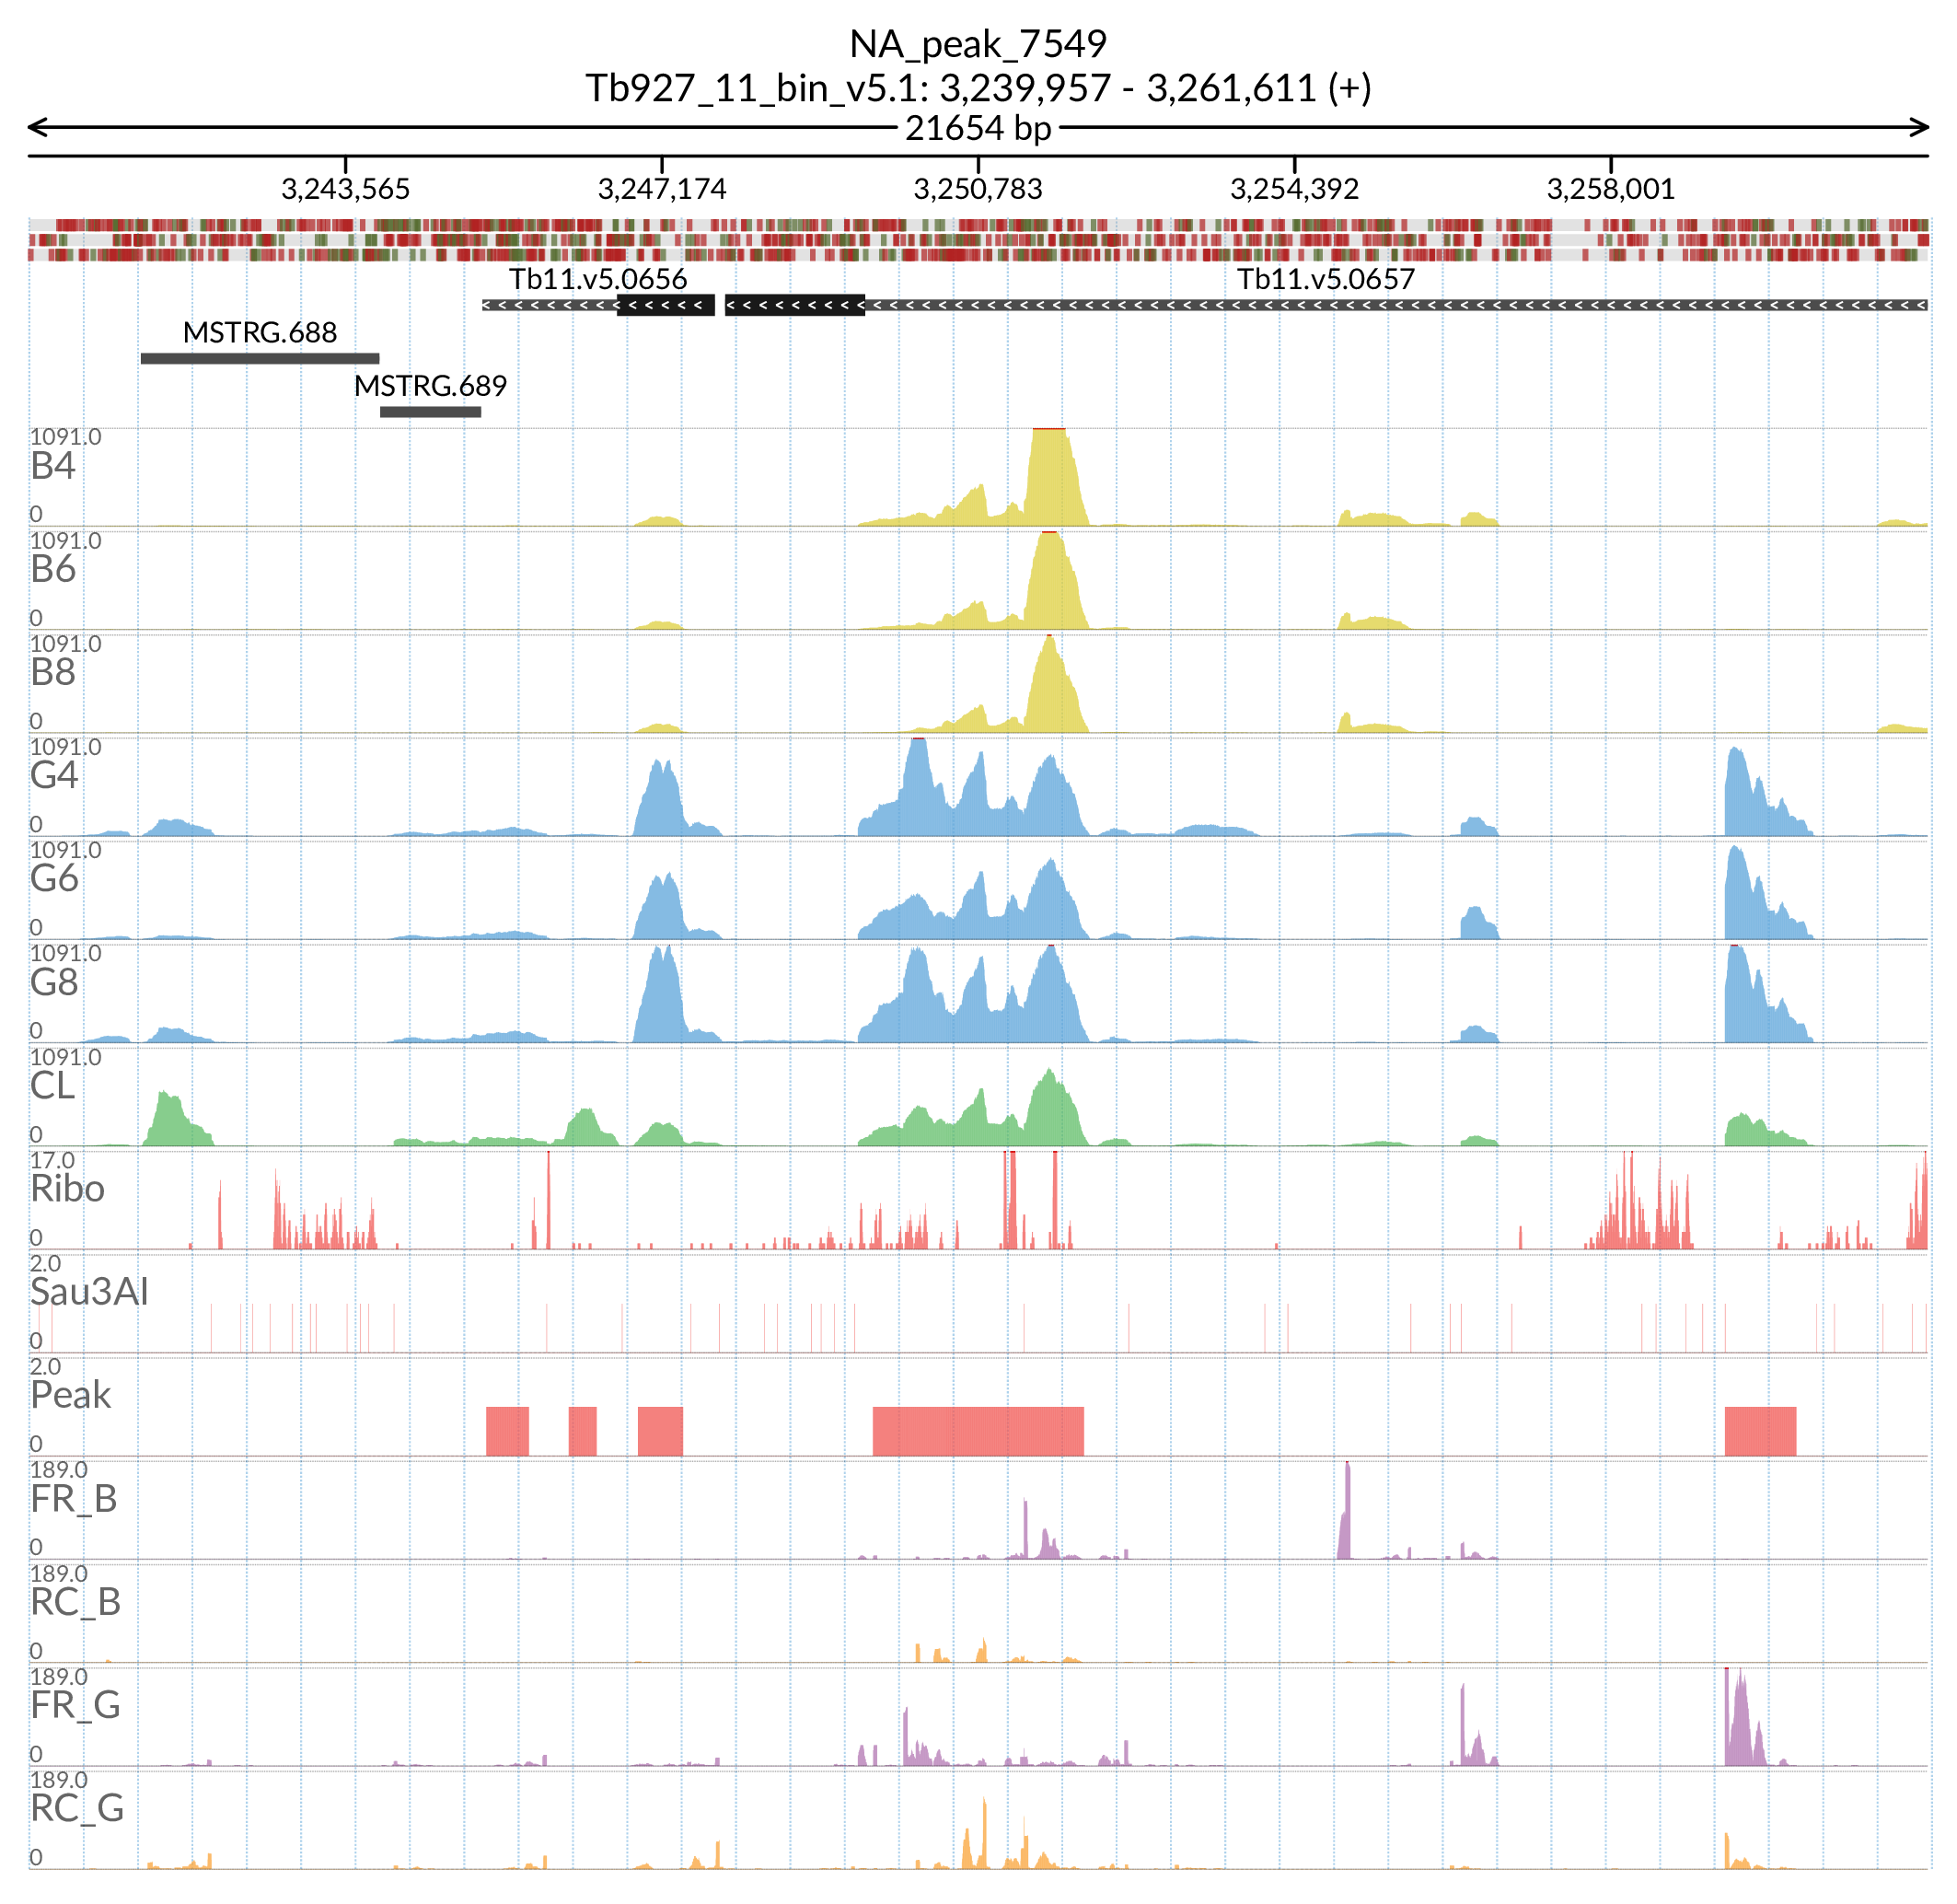 NA_peak_7549
Tb927_11_bin_v5.1: 3,239,957 - 3,261,611 (+)
21654 bp
3,243,565 3,247,174 3,250,783 3,254,392 3,258,001
Tb11.v5.0656 Tb11.v5.0657
MSTRG.688
MSTRG.689
1091.0
B4
0
1091.0
B6
0
1091.0
B8
0
1091.0
G4
0
1091.0
G6
0
1091.0
G8
0
1091.0
CL
0
17.0
Ribo
0
2.0
Sau3AI
0
2.0
Peak
0
189.0
FR_B
0
189.0
RC_B
0
189.0
FR_G
0
189.0
RC_G
0